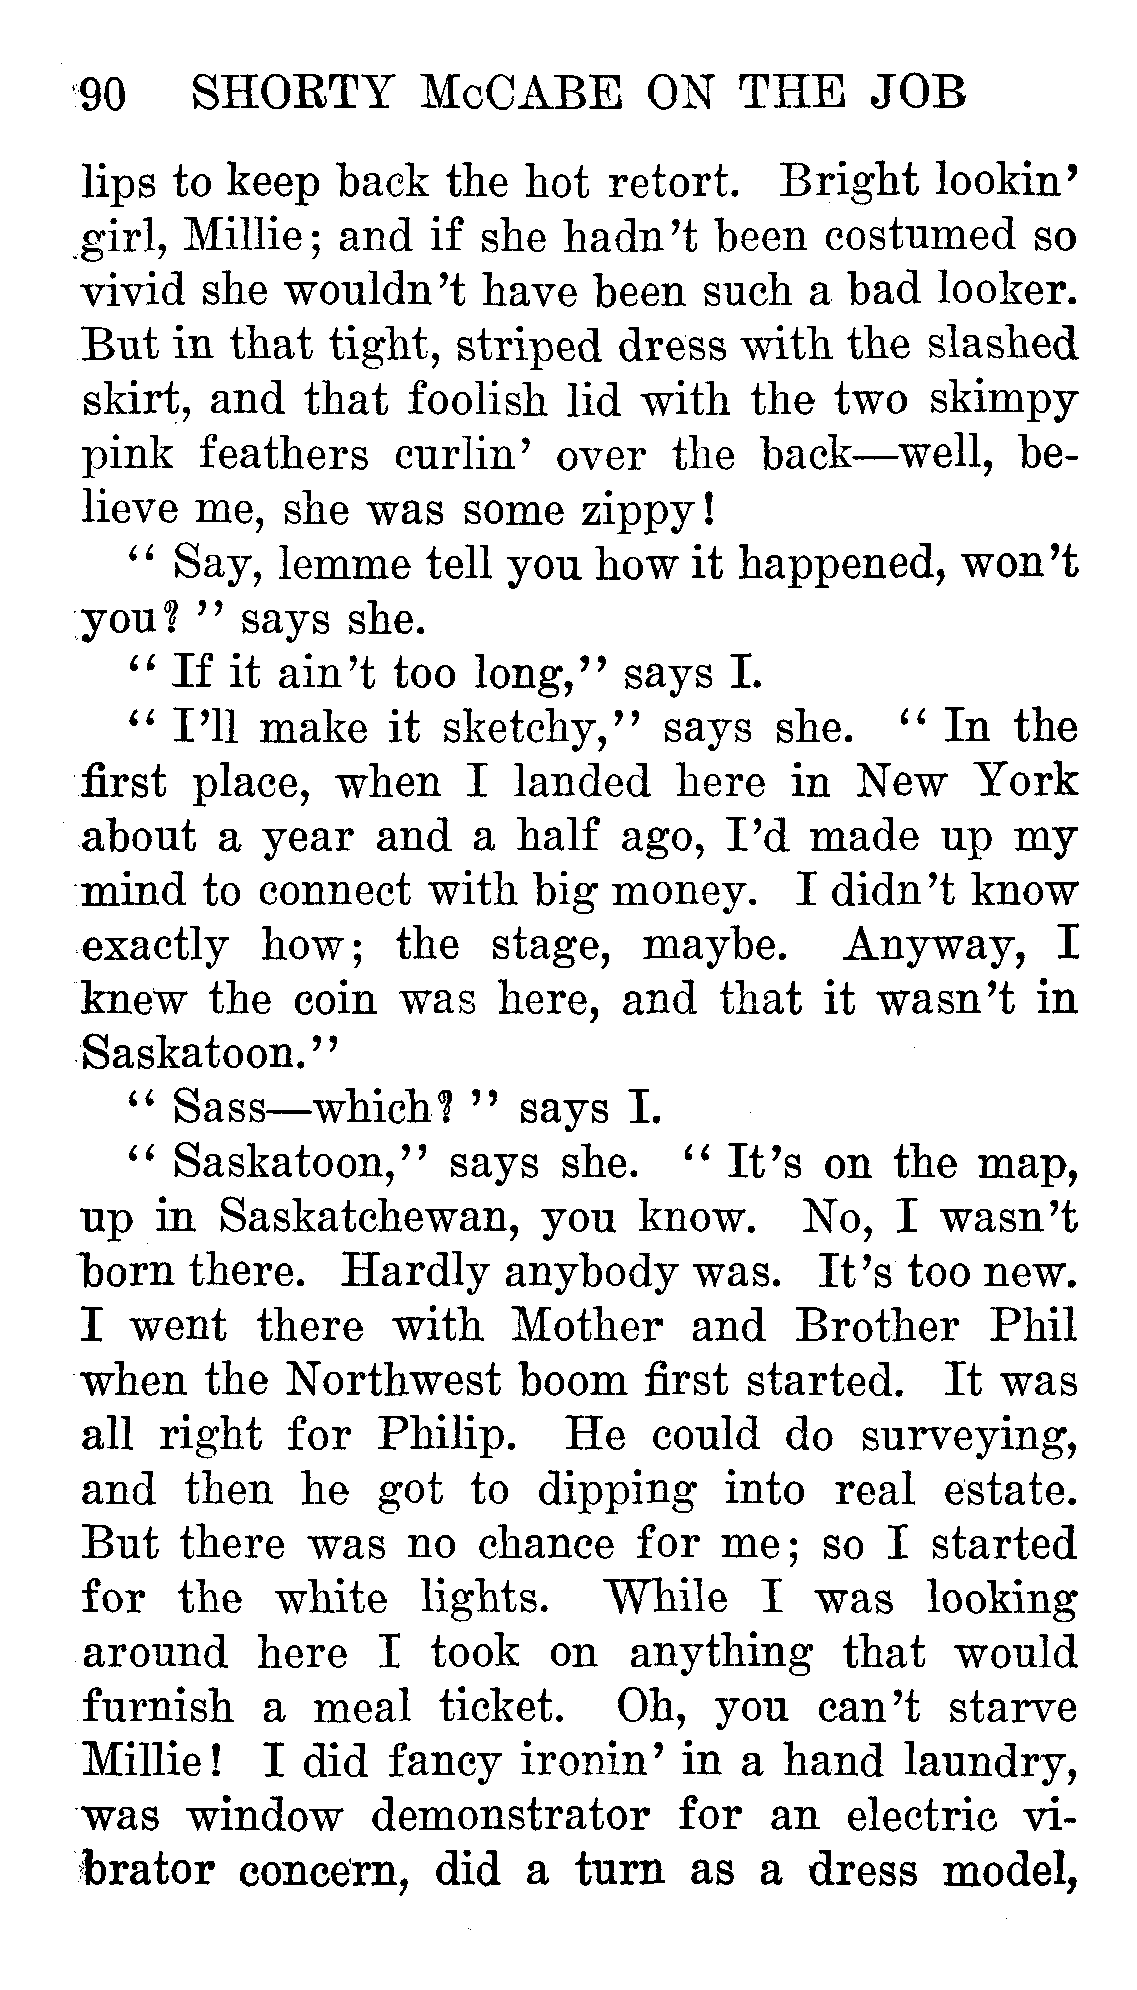 90 SHORTY McCABE ON THE JOB
lips to keep back the hot retort. Bright lookin'
girl, Millie; and if she hadn't been costumed so
vivid she wouldn't have been such a bad looker.
But in that tight, striped dress with the slashed
skirt, and that foolish lid with the two skimpy
pink feathers curlin' over the back—well, be-
lieve me, she was some zippy!
"Say, lemme tell you how it happened, won't
you?" says she.
"If it ain't too long," says I.
"I'll make it sketchy," says she. "In the
first place, when I landed here in New York
about a year and a half ago, I'd made up my
mind to connect with big money. I didn't know
exactly how; the stage, maybe. Anyway, I
knew the coin was here, and that it wasn't in
Saskatoon."
"Sass—which?" says I.
"Saskatoon," says she. "It's on the map,
up in Saskatchewan, you know. No, I wasn't
born there. Hardly anybody was. It's too new.
I went there with Mother and Brother Phil
when the Northwest boom first started. It was
all right for Philip. He could do surveying,
and then he got to dipping into real estate.
But there was no chance for me; so I started
for the white lights. While I was looking
around here I took on anything that would
furnish a meal ticket. Oh, you can't starve
Millie! I did fancy ironin' in a hand laundry,
was window demonstrator for an electric vi-
brator concern, did a turn as a dress model,